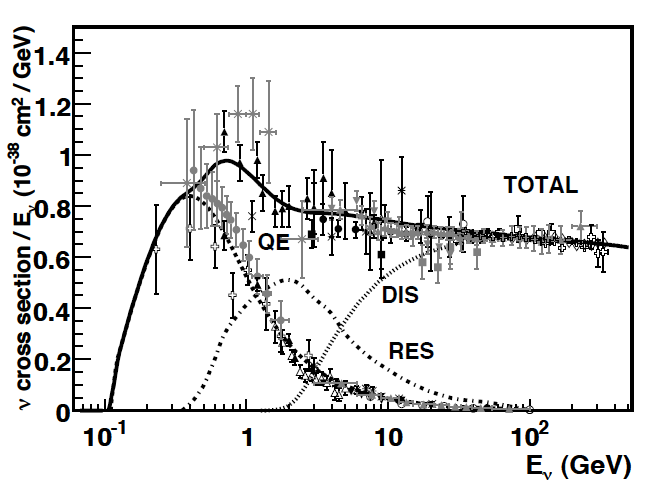 ν cross section / Eν (10⁻³⁸ cm² / GeV)
1.4
1.2
1
0.8
0.6
0.4
0.2
0
TOTAL
QE
DIS
RES
10⁻¹ 1 10 10²
Eν (GeV)